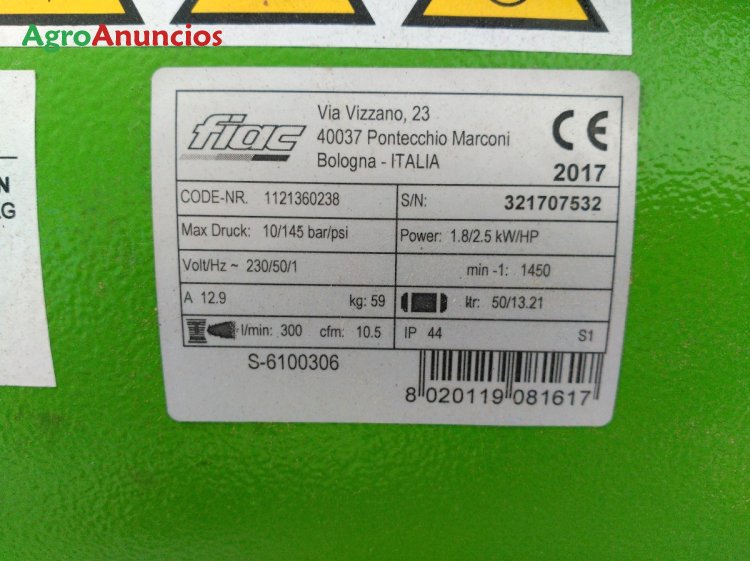 AgroAnuncios
N
AG
fiac
Via Vizzano, 23
40037 Pontecchio Marconi
Bologna - ITALIA
CE
2017
CODE-NR. 1121360238
S/N: 321707532
Max Druck: 10/145 bar/psi
Power: 1.8/2.5 kW/HP
Volt/Hz ~ 230/50/1
min -1: 1450
A 12.9 kg: 59
ltr: 50/13.21
l/min: 300 cfm: 10.5
IP 44 S1
S-6100306
8 020119 081617